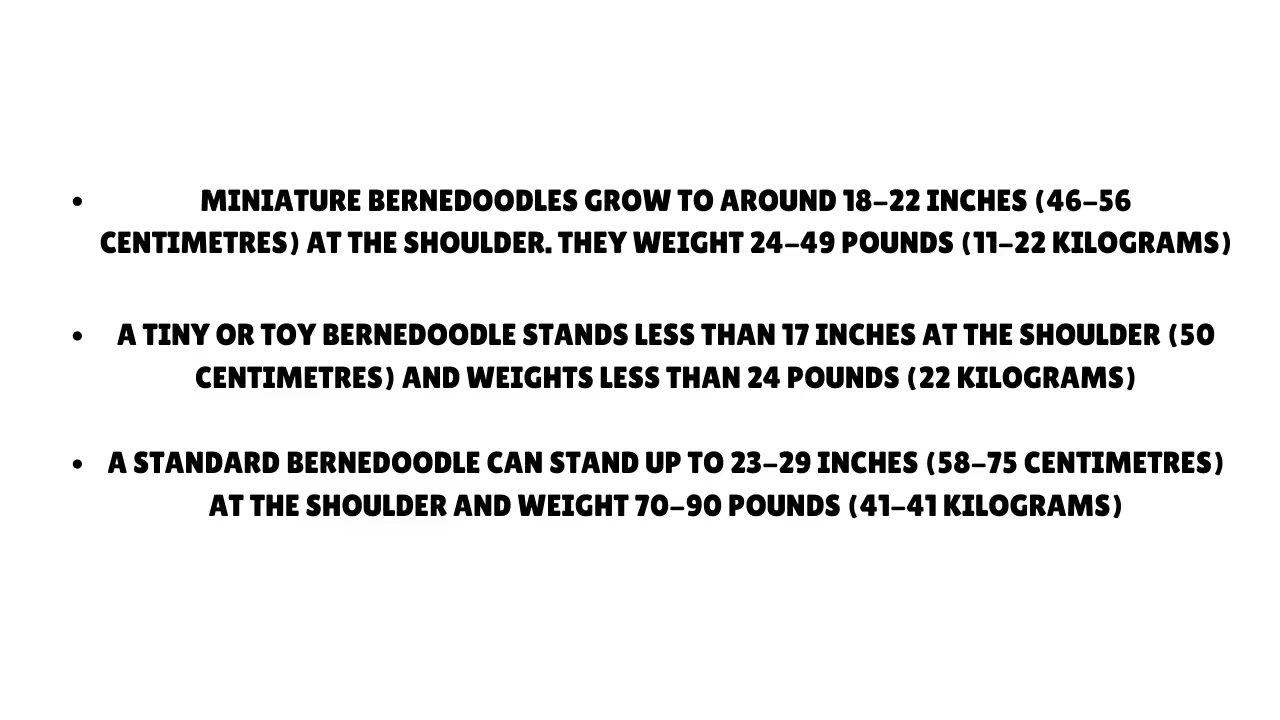 • MINIATURE BERNEDOODLES GROW TO AROUND 18–22 INCHES (46–56
CENTIMETRES) AT THE SHOULDER. THEY WEIGHT 24–49 POUNDS (11–22 KILOGRAMS)
• A TINY OR TOY BERNEDOODLE STANDS LESS THAN 17 INCHES AT THE SHOULDER (50
CENTIMETRES) AND WEIGHTS LESS THAN 24 POUNDS (22 KILOGRAMS)
• A STANDARD BERNEDOODLE CAN STAND UP TO 23–29 INCHES (58–75 CENTIMETRES)
AT THE SHOULDER AND WEIGHT 70–90 POUNDS (41–41 KILOGRAMS)